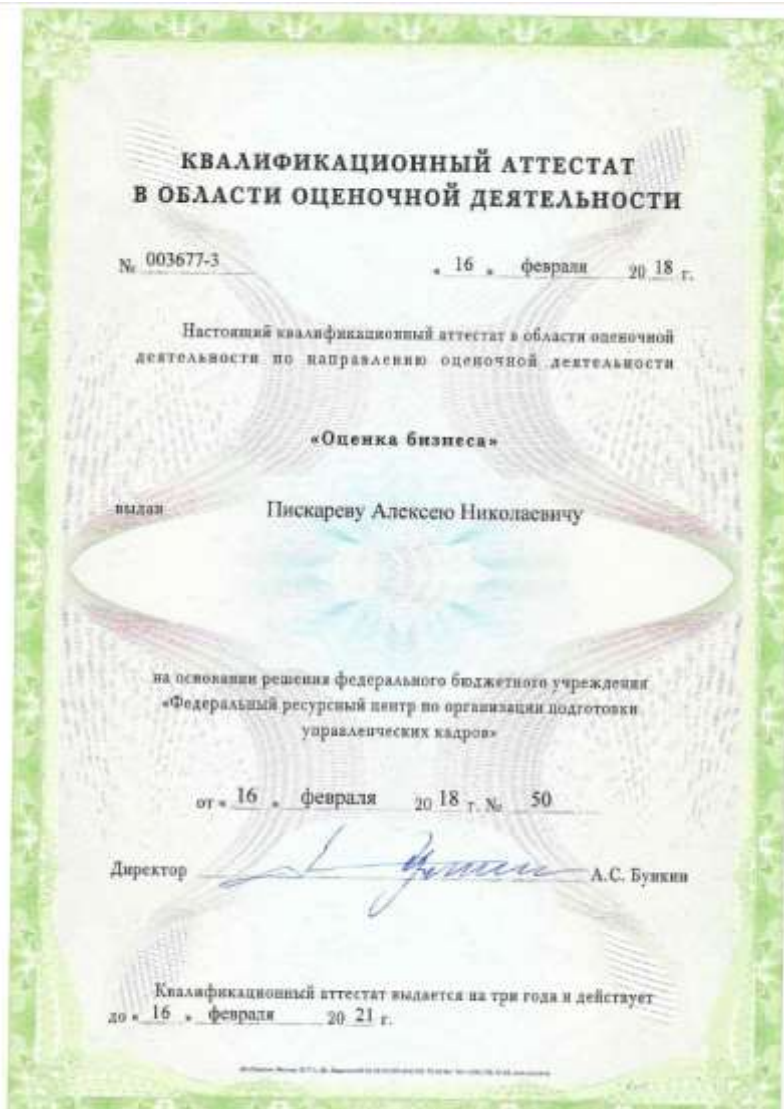 КВАЛИФИКАЦИОННЫЙ АТТЕСТАТ
В ОБЛАСТИ ОЦЕНОЧНОЙ ДЕЯТЕЛЬНОСТИ
№ 003677-3 « 16 » февраля 20 18 г.
Настоящий квалификационный аттестат в области оценочной
деятельности по направлению оценочной деятельности
«Оценка бизнеса»
выдан Пискареву Алексею Николаевичу
на основании решения федерального бюджетного учреждения
«Федеральный ресурсный центр по организации подготовки
управленческих кадров»
от « 16 » февраля 20 18 г. № 50
Директор А.С. Бункин
Квалификационный аттестат выдается на три года и действует
до « 16 » февраля 20 21 г.